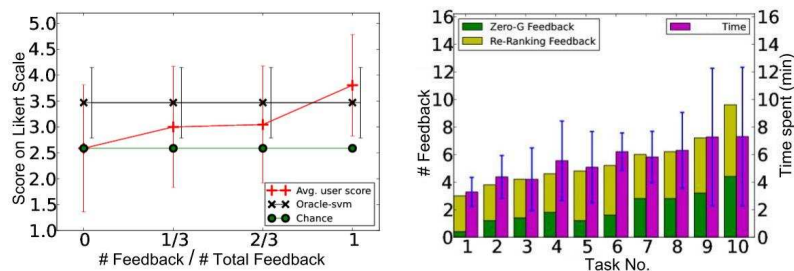 5.0
4.5
4.0
3.5
3.0
2.5
2.0
1.5
1.0
Score on Likert Scale
0 1/3 2/3 1
# Feedback / # Total Feedback
Avg. user score
Oracle-svm
Chance
16
14
12
10
8
6
4
2
0
# Feedback
Zero-G Feedback
Re-Ranking Feedback
Time
16
14
12
10
8
6
4
2
0
Time spent (min)
1 2 3 4 5 6 7 8 9 10
Task No.